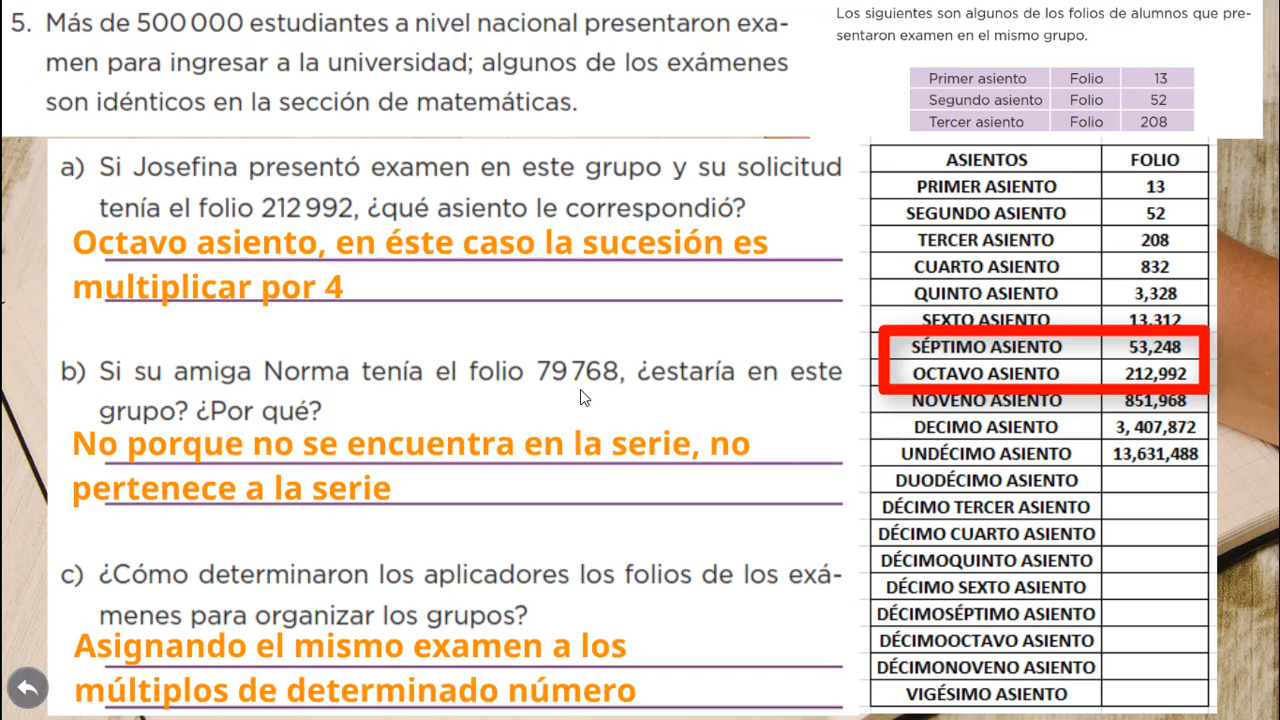 5. Más de 500 000 estudiantes a nivel nacional presentaron exa-
men para ingresar a la universidad; algunos de los exámenes
son idénticos en la sección de matemáticas.
Los siguientes son algunos de los folios de alumnos que pre-
sentaron examen en el mismo grupo.
Primer asiento Folio 13
Segundo asiento Folio 52
Tercer asiento Folio 208
a) Si Josefina presentó examen en este grupo y su solicitud
tenía el folio 212 992, ¿qué asiento le correspondió?
Octavo asiento, en éste caso la sucesión es
multiplicar por 4
b) Si su amiga Norma tenía el folio 79 768, ¿estaría en este
grupo? ¿Por qué?
No porque no se encuentra en la serie, no
pertenece a la serie
c) ¿Cómo determinaron los aplicadores los folios de los exá-
menes para organizar los grupos?
Asignando el mismo examen a los
múltiplos de determinado número
ASIENTOS FOLIO
PRIMER ASIENTO 13
SEGUNDO ASIENTO 52
TERCER ASIENTO 208
CUARTO ASIENTO 832
QUINTO ASIENTO 3,328
SEXTO ASIENTO 13,312
SÉPTIMO ASIENTO 53,248
OCTAVO ASIENTO 212,992
NOVENO ASIENTO 851,968
DECIMO ASIENTO 3, 407,872
UNDÉCIMO ASIENTO 13,631,488
DUODÉCIMO ASIENTO
DÉCIMO TERCER ASIENTO
DÉCIMO CUARTO ASIENTO
DÉCIMOQUINTO ASIENTO
DÉCIMO SEXTO ASIENTO
DÉCIMOSÉPTIMO ASIENTO
DÉCIMOOCTAVO ASIENTO
DÉCIMONOVENO ASIENTO
VIGÉSIMO ASIENTO